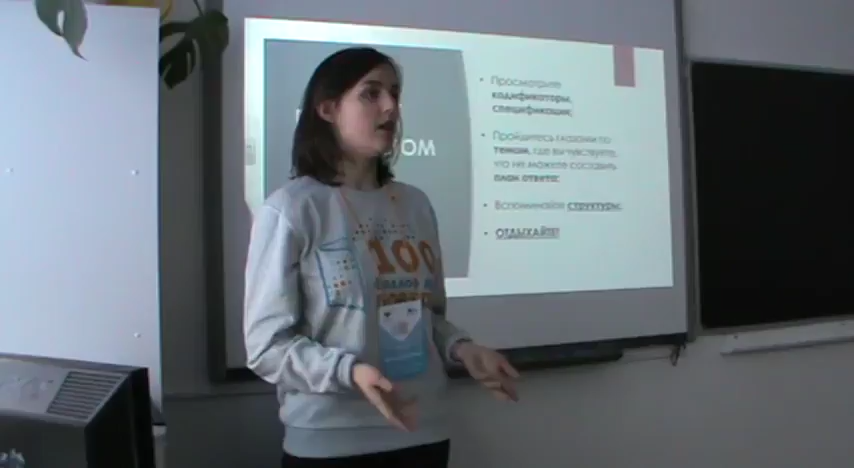 ОМ
• Просмотрите
кодификаторы,
спецификации;
• Пройдитесь глазами по
темам, где вы чувствуете,
что не можете составить
план ответа;
• Вспоминаем структуры;
• ОТДЫХАЙТЕ!
100